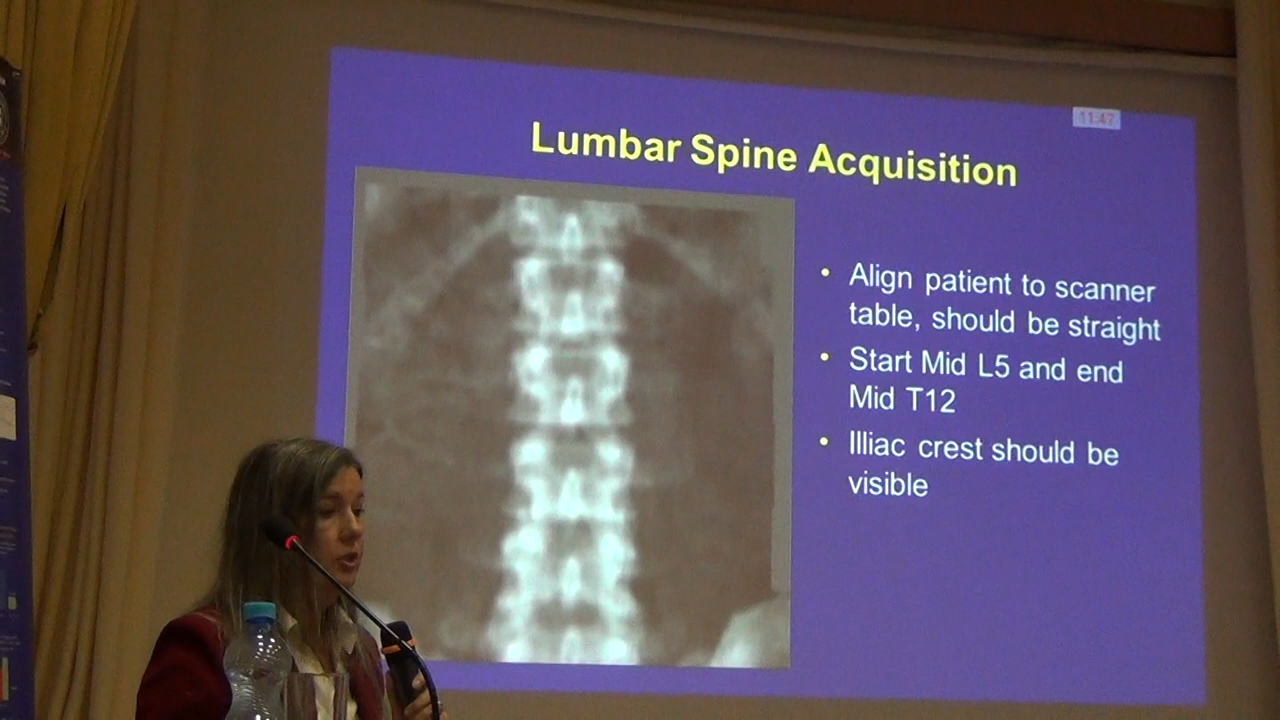 11:47
Lumbar Spine Acquisition
• Align patient to scanner
table, should be straight
• Start Mid L5 and end
Mid T12
• Illiac crest should be
visible